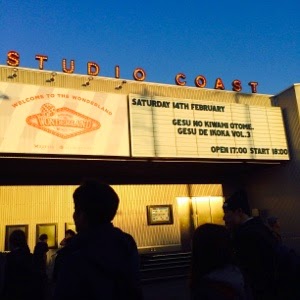 STUDIO COAST
WELCOME TO THE WONDERLAND
SATURDAY 14TH FEBRUARY
GESU NO KIWAMI OTOME.
GESU DE IKOKA VOL.3
OPEN 17:00 START 18:00